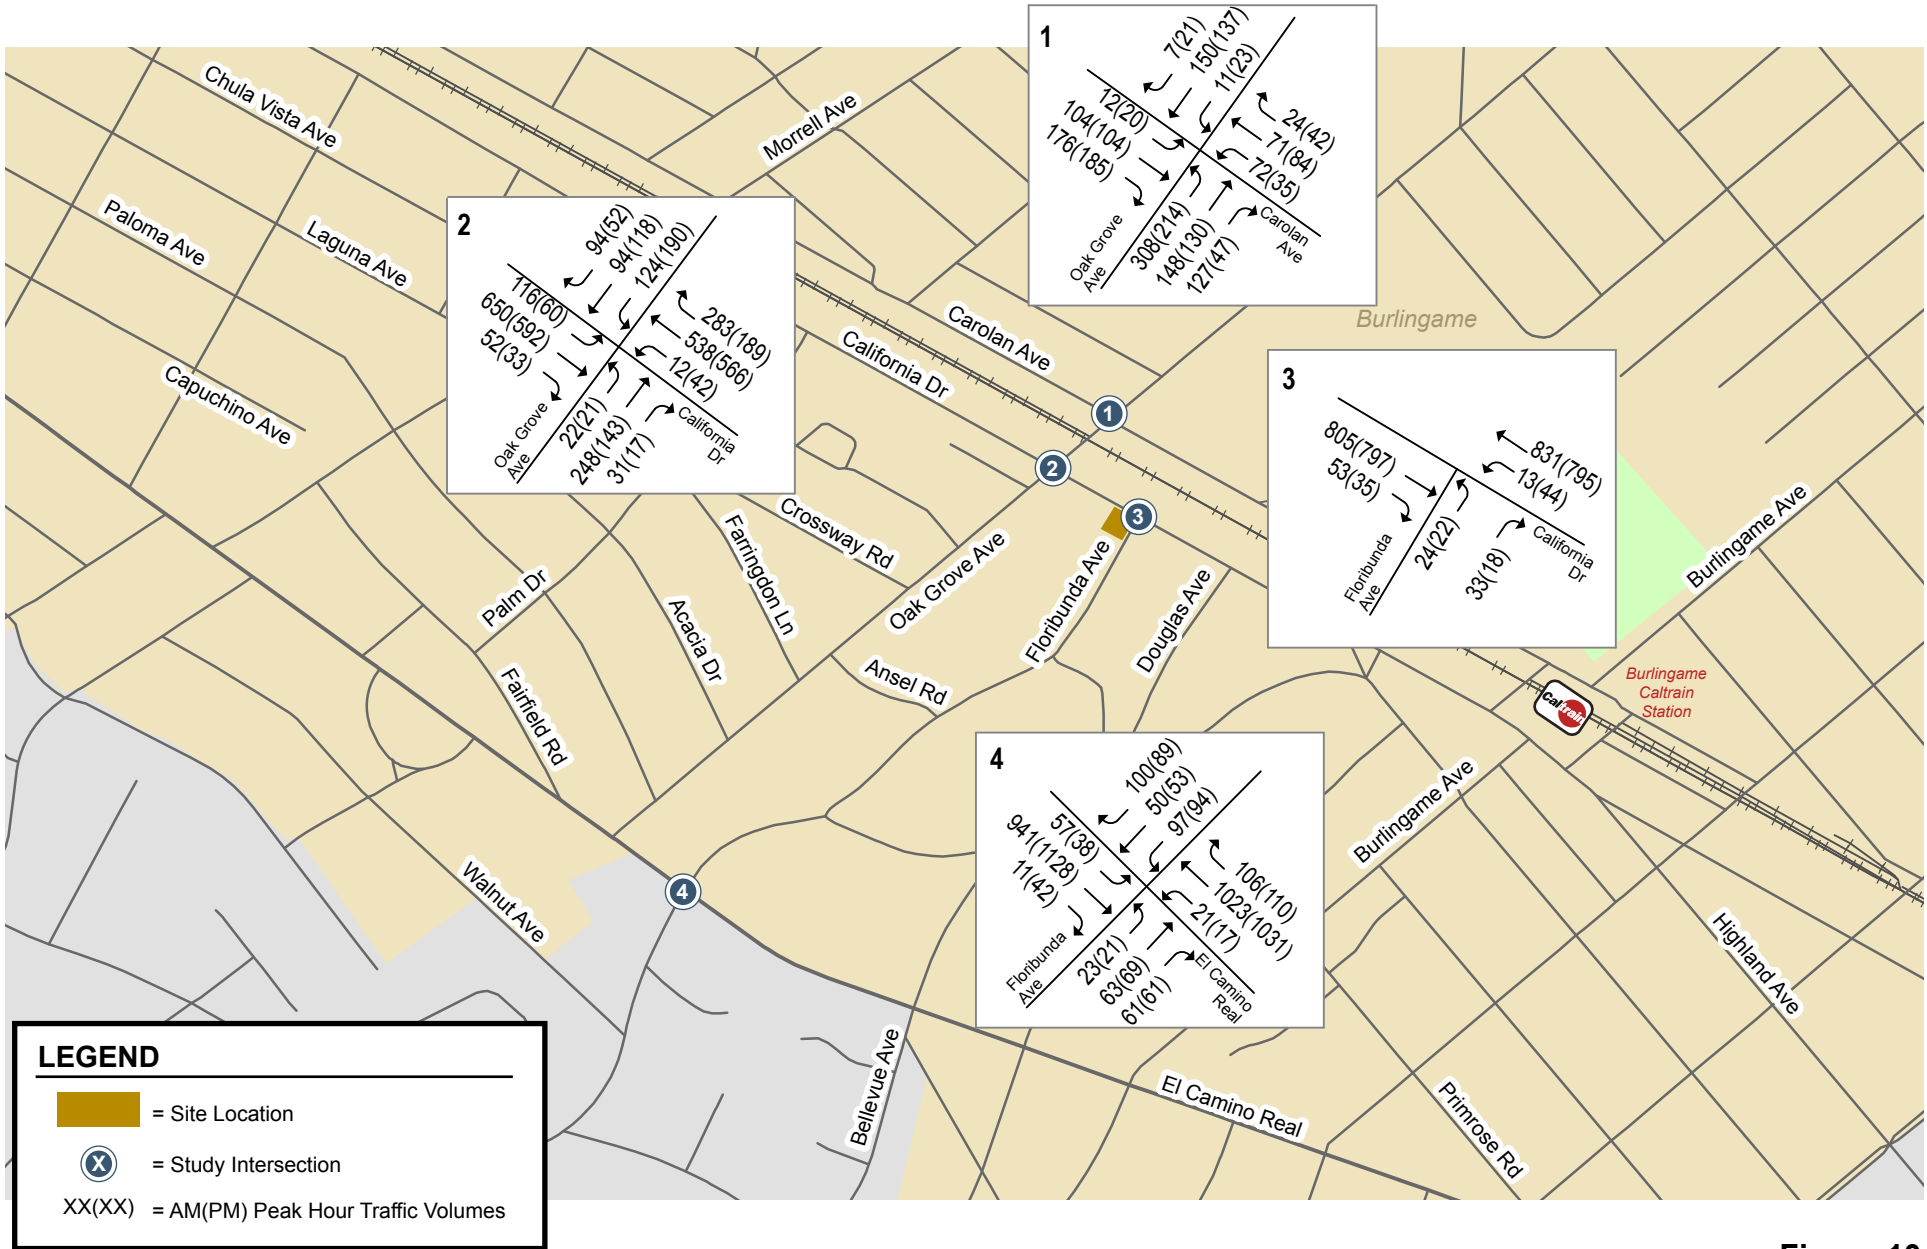 1
7(21)
150(137)
11(23)
12(20)
104(104)
176(185)
24(42)
71(84)
72(35)
308(214)
148(130)
127(47)
Oak Grove
Ave
Carolan
Ave
2
94(52)
94(118)
124(190)
116(60)
650(592)
52(33)
283(189)
538(566)
12(42)
22(21)
248(143)
31(17)
Oak Grove
Ave
California
Dr
3
805(797)
53(35)
831(795)
13(44)
24(22)
33(18)
Floribunda
Ave
California
Dr
4
100(89)
50(53)
97(94)
57(38)
941(1128)
11(42)
106(110)
1023(1031)
21(17)
23(21)
63(69)
61(61)
Floribunda
Ave
El Camino
Real
Chula Vista Ave
Morrell Ave
Paloma Ave
Laguna Ave
Capuchino Ave
Carolan Ave
California Dr
Burlingame
1
2
3
4
Crossway Rd
Farringdon Ln
Oak Grove Ave
Floribunda Ave
Douglas Ave
Burlingame Ave
Palm Dr
Acacia Dr
Ansel Rd
Fairfield Rd
Burlingame
Caltrain
Station
Caltrain
Burlingame Ave
Walnut Ave
Highland Ave
Bellevue Ave
El Camino Real
Primrose Rd
LEGEND
= Site Location
X
= Study Intersection
XX(XX)
= AM(PM) Peak Hour Traffic Volumes